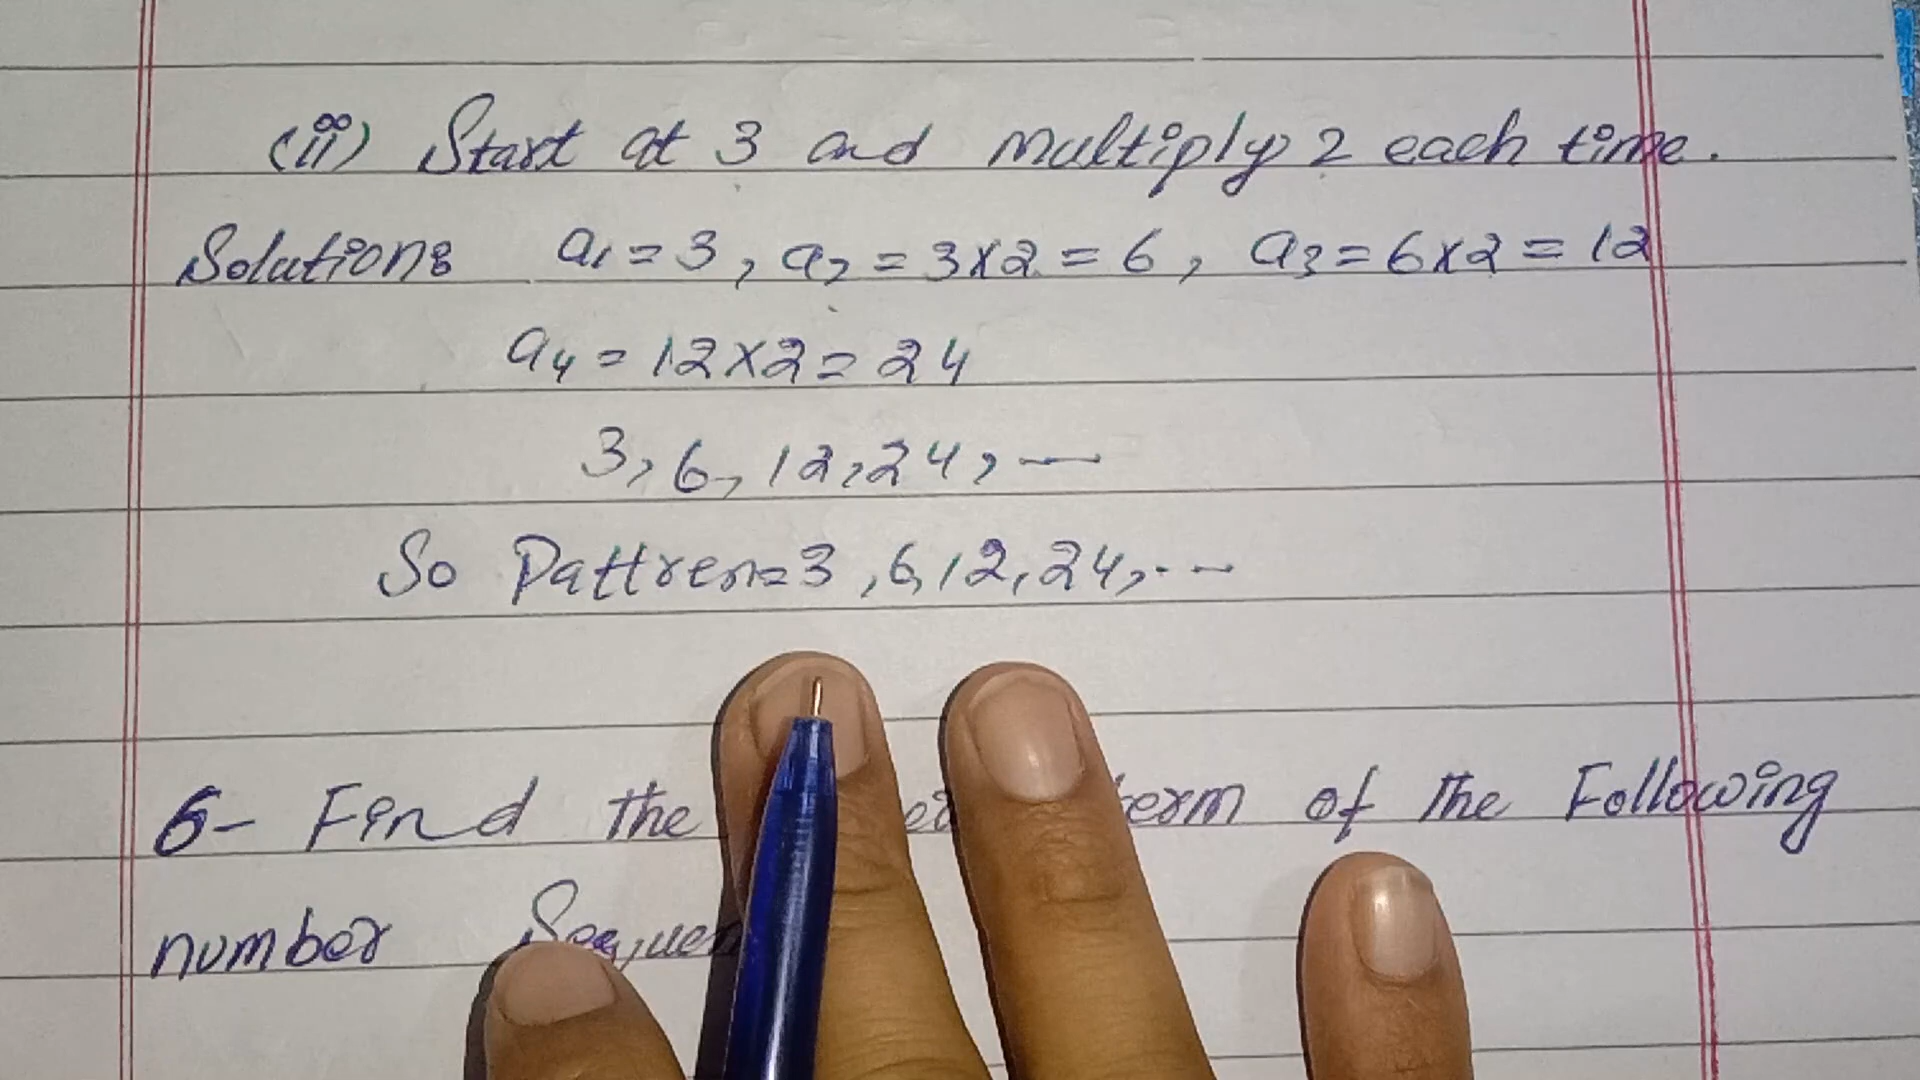 (ii) Start at 3 and multiply 2 each time.
Solution: a1 = 3, a2 = 3x2 = 6, a3 = 6x2 = 12
a4 = 12x2 = 24
3, 6, 12, 24, —
So Pattren = 3, 6, 12, 24, ...
6- Find the term of the Following
number